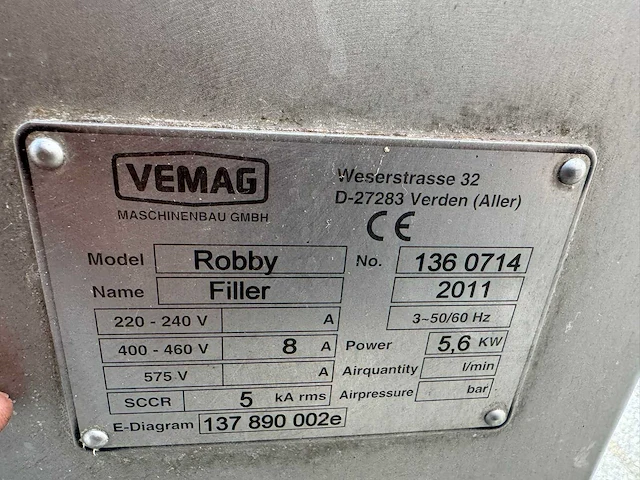 VEMAG
MASCHINENBAU GMBH
Weserstrasse 32
D-27283 Verden (Aller)
CE
Model Robby No. 136 0714
Name Filler 2011
220 - 240 V A 3~50/60 Hz
400 - 460 V 8 A Power 5,6 KW
575 V A Airquantity l/min
SCCR 5 kA rms Airpressure bar
E-Diagram 137 890 002e